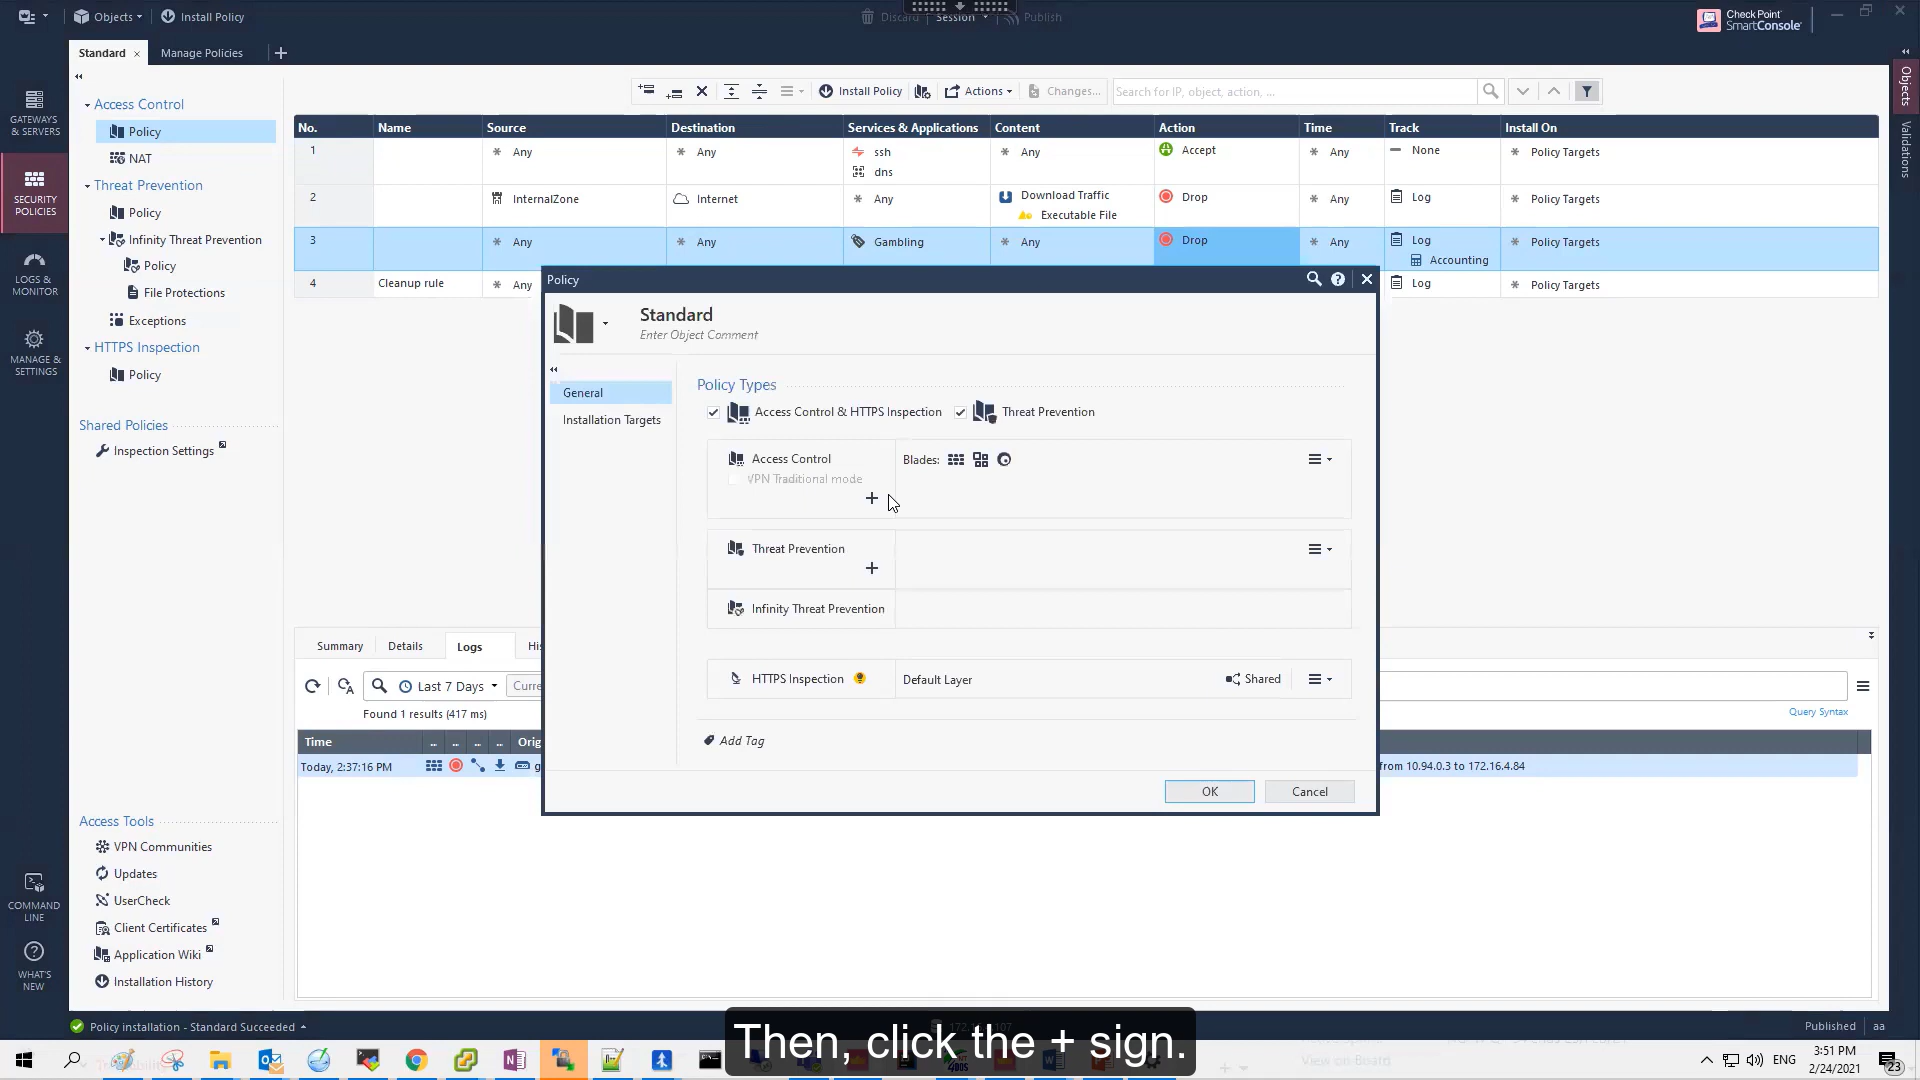 Objects
Install Policy
Discard
Session
Publish
Check Point
SmartConsole
Standard
Manage Policies
GATEWAYS
& SERVERS
SECURITY
POLICIES
LOGS &
MONITOR
MANAGE &
SETTINGS
COMMAND
LINE
WHAT'S
NEW
Access Control
Policy
NAT
Threat Prevention
Policy
Infinity Threat Prevention
Policy
File Protections
Exceptions
HTTPS Inspection
Policy
Shared Policies
Inspection Settings
Access Tools
VPN Communities
Updates
UserCheck
Client Certificates
Application Wiki
Installation History
Install Policy
Actions
Changes...
Search for IP, object, action, ...
Objects
Validations
No. Name Source Destination Services & Applications Content Action Time Track Install On
1 Any Any ssh Any Accept Any None Policy Targets
dns
2 InternalZone Internet Any Download Traffic Drop Any Log Policy Targets
Executable File
3 Any Any Gambling Any Drop Any Log Policy Targets
Accounting
4 Cleanup rule Any Log Policy Targets
Policy
Standard
Enter Object Comment
General
Installation Targets
Policy Types
Access Control & HTTPS Inspection
Threat Prevention
Access Control
Blades:
VPN Traditional mode
Threat Prevention
Infinity Threat Prevention
HTTPS Inspection
Default Layer
Shared
Add Tag
OK
Cancel
Summary
Details
Logs
His
Last 7 Days
Curre
Found 1 results (417 ms)
Query Syntax
Time .. .. .. .. Orig
Today, 2:37:16 PM g from 10.94.0.3 to 172.16.4.84
Policy installation - Standard Succeeded
Published
aa
Then, click the + sign.
View on Board
ENG
3:51 PM
2/24/2021
23